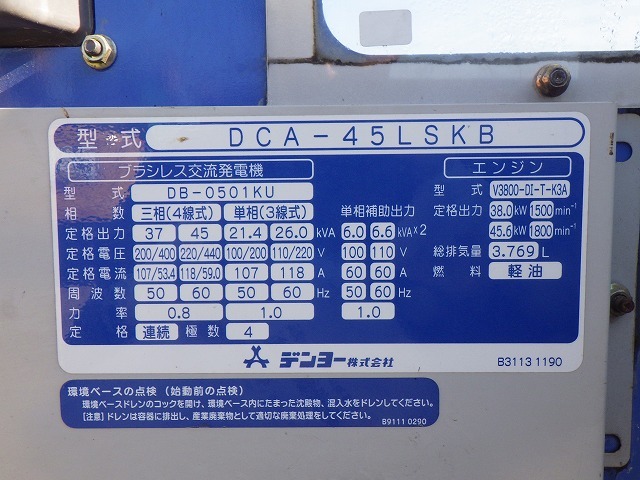 型式 DCA-45LSKB
ブラシレス交流発電機 エンジン
型式 DB-0501KU 型式 V3800-DI-T-K3A
相数 三相(4線式) 単相(3線式) 単相補助出力 定格出力 38.0kW 1500min⁻¹
定格出力 37 45 21.4 26.0 kVA 6.0 6.6 kVA×2 45.6kW 1800min⁻¹
定格電圧 200/400 220/440 100/200 110/220 V 100 110 V 総排気量 3.769 L
定格電流 107/53.4 118/59.0 107 118 A 60 60 A 燃料 軽油
周波数 50 60 50 60 Hz 50 60 Hz
力率 0.8 1.0 1.0
定格 連続 極数 4
デンヨー株式会社 B3113 1190
環境ベースの点検（始動前の点検）
環境ベースドレンのコックを開け、環境ベース内にたまった沈殿物、混入水をドレンしてください。
【注意】ドレンは容器に排出し、産業廃棄物として適切な廃棄処理をしてください。
B9111 0290